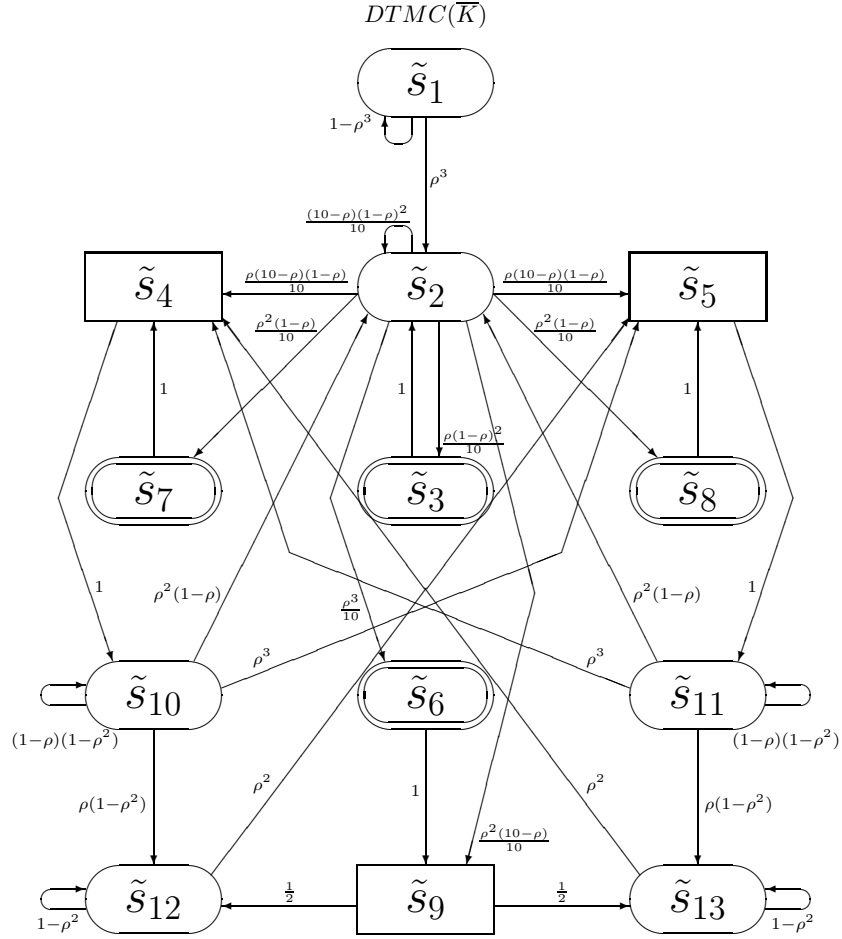 DTMC(K̅)
s̃₁
1−ρ³
ρ³
(10−ρ)(1−ρ)²/10
s̃₄
ρ(10−ρ)(1−ρ)/10
s̃₂
ρ(10−ρ)(1−ρ)/10
s̃₅
ρ²(1−ρ)/10
ρ²(1−ρ)/10
1
1
1
ρ(1−ρ)²/10
s̃₇
s̃₃
s̃₈
1
ρ²(1−ρ)
ρ³/10
ρ²(1−ρ)
1
ρ³
ρ³
s̃₁₀
s̃₆
s̃₁₁
(1−ρ)(1−ρ²)
(1−ρ)(1−ρ²)
ρ(1−ρ²)
ρ²
1
ρ²
ρ(1−ρ²)
ρ²(10−ρ)/10
s̃₁₂
1/2
s̃₉
1/2
s̃₁₃
1−ρ²
1−ρ²